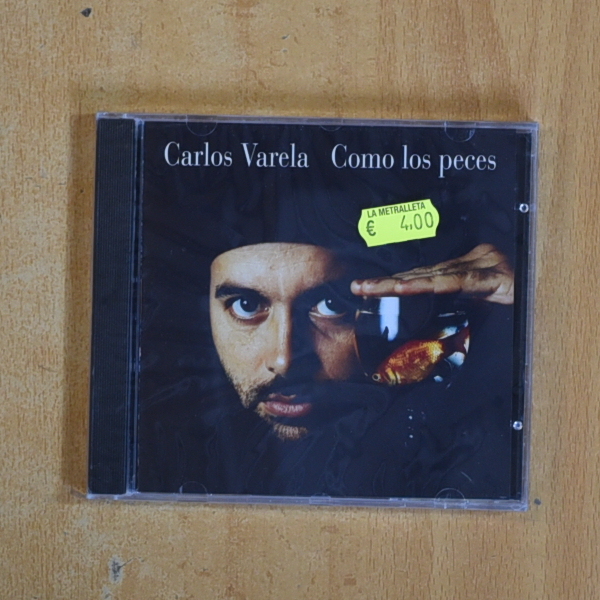 Carlos Varela Como los peces
LA METRALLETA
€ 4,00